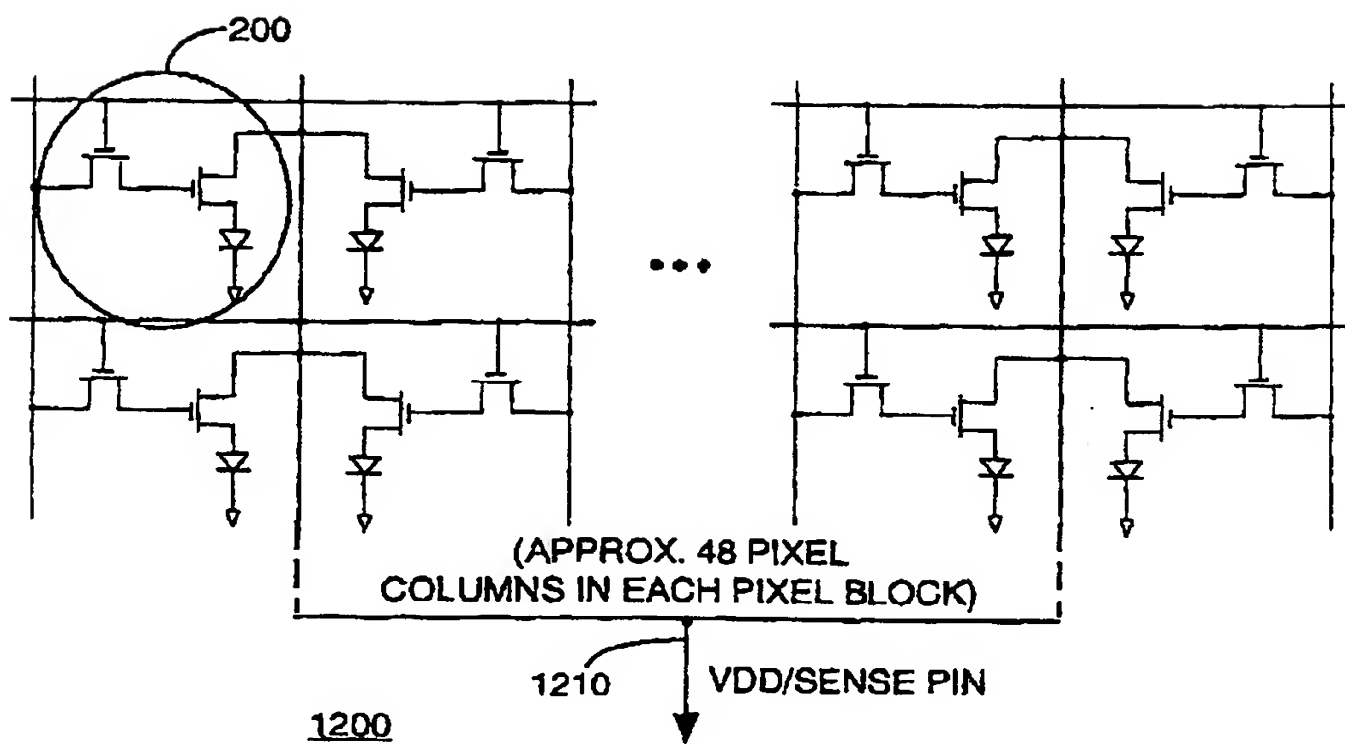 200
(APPROX. 48 PIXEL
COLUMNS IN EACH PIXEL BLOCK)
1210
VDD/SENSE PIN
1200